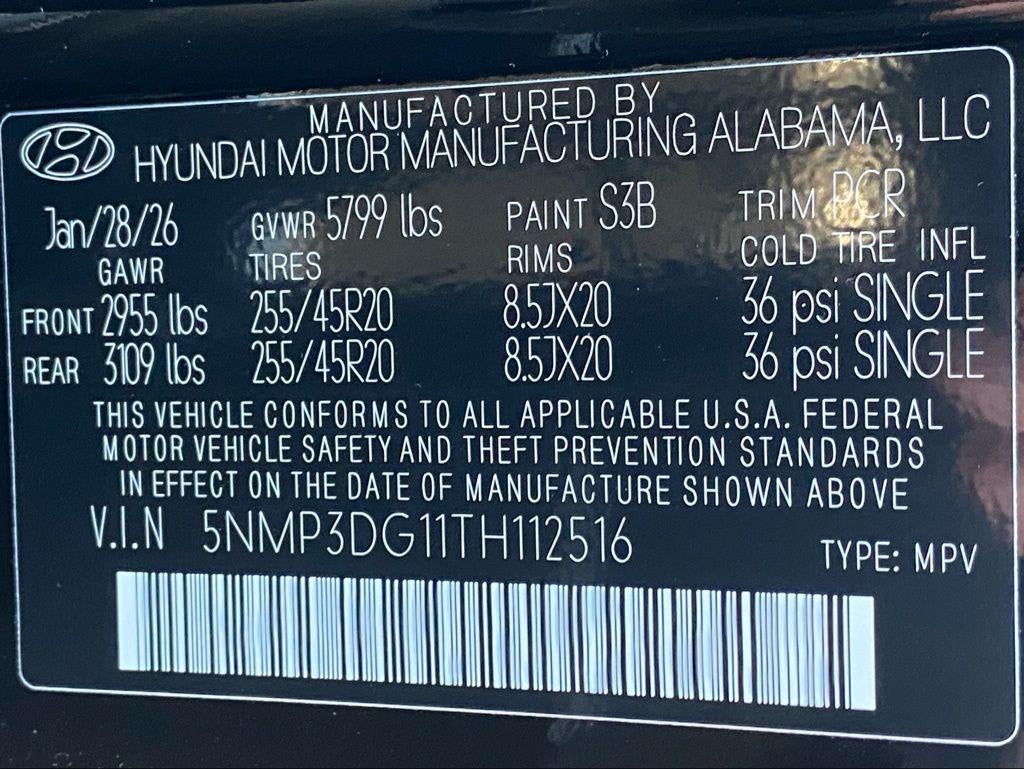 MANUFACTURED BY
HYUNDAI MOTOR MANUFACTURING ALABAMA, LLC
Jan/28/26 GVWR 5799 lbs PAINT S3B TRIM PCR
GAWR TIRES RIMS COLD TIRE INFL
FRONT 2955 lbs 255/45R20 8.5JX20 36 psi SINGLE
REAR 3109 lbs 255/45R20 8.5JX20 36 psi SINGLE
THIS VEHICLE CONFORMS TO ALL APPLICABLE U.S.A. FEDERAL
MOTOR VEHICLE SAFETY AND THEFT PREVENTION STANDARDS
IN EFFECT ON THE DATE OF MANUFACTURE SHOWN ABOVE
V.I.N 5NMP3DG11TH112516 TYPE: MPV